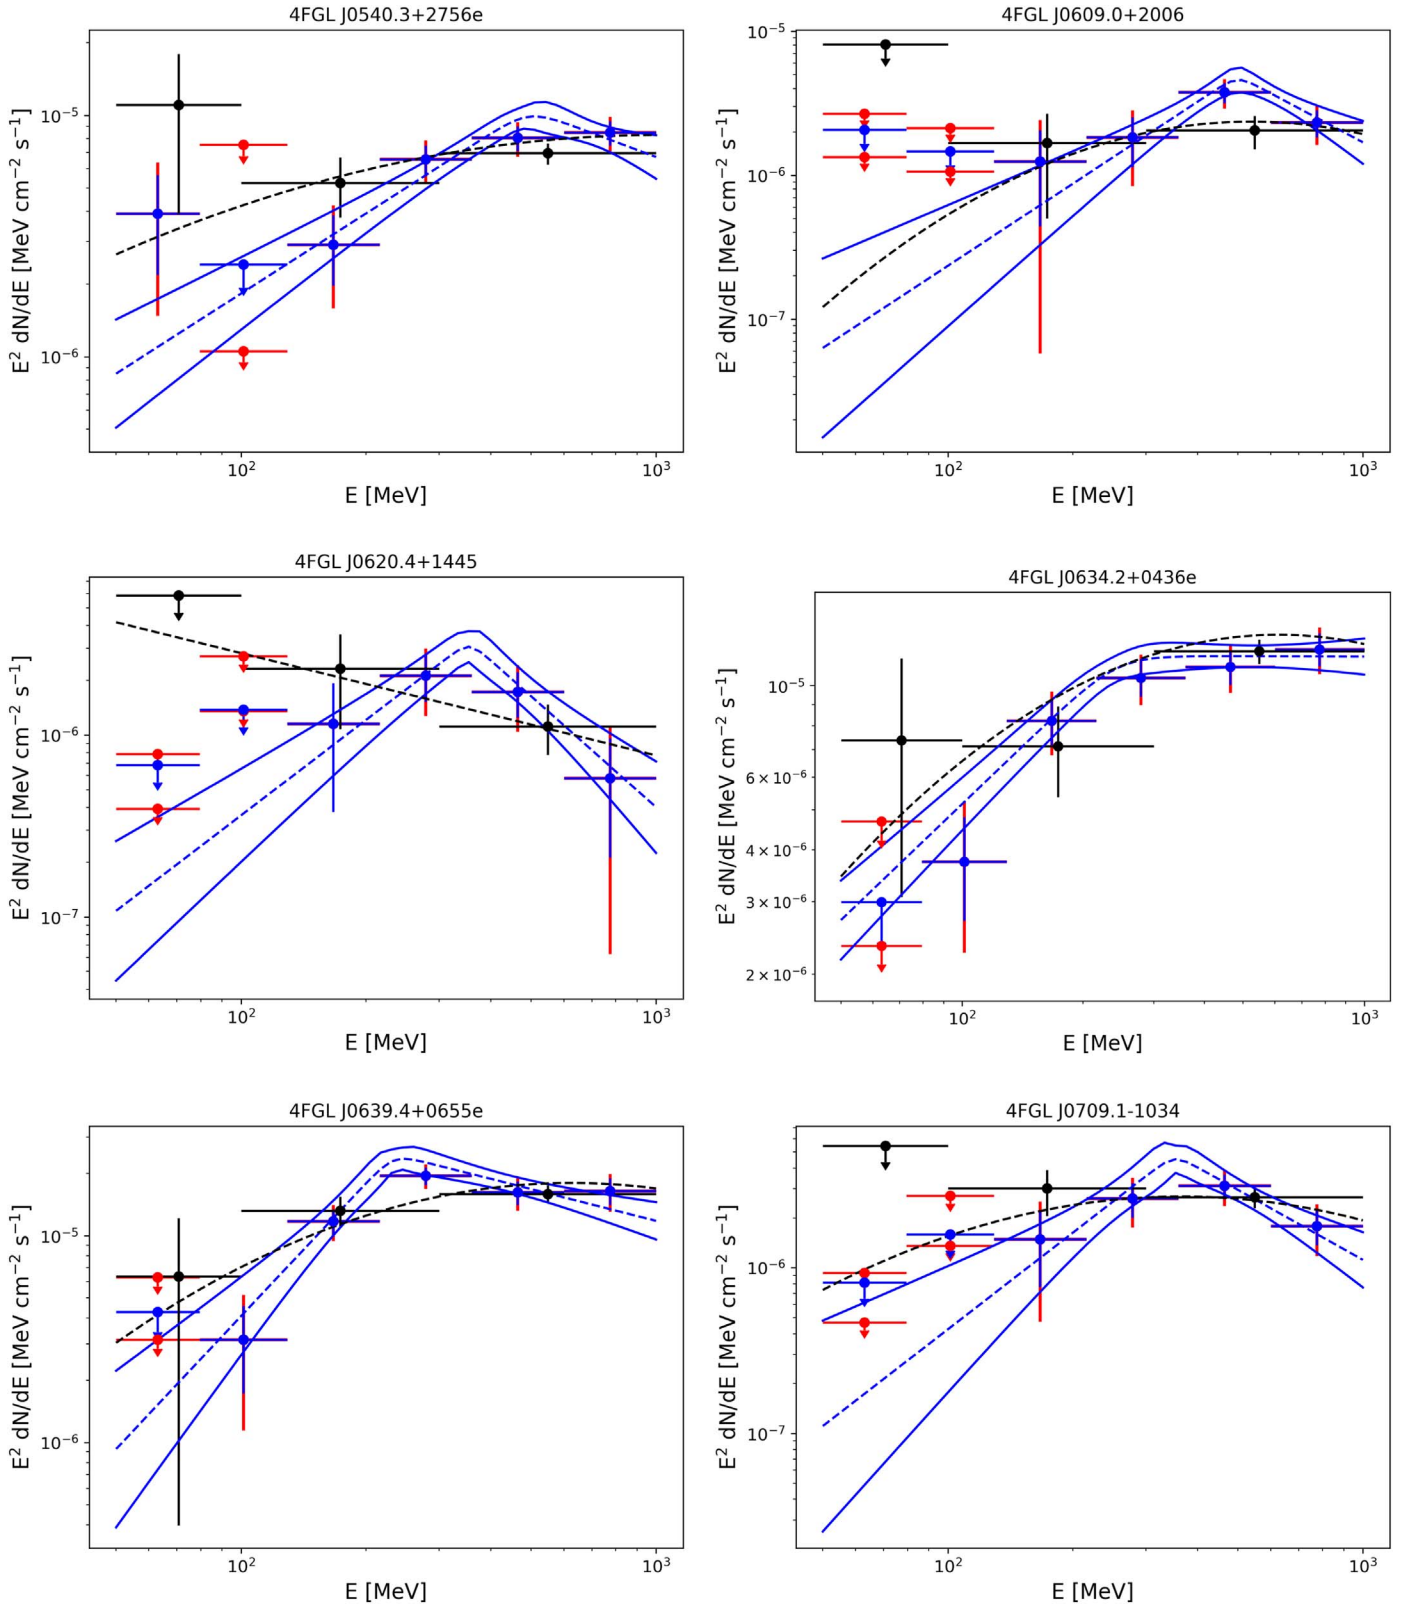 4FGL J0540.3+2756e
10⁻⁵
10⁻⁶
E² dN/dE [MeV cm⁻² s⁻¹]
10² 10³
E [MeV]
4FGL J0609.0+2006
10⁻⁵
10⁻⁶
10⁻⁷
E² dN/dE [MeV cm⁻² s⁻¹]
10² 10³
E [MeV]
4FGL J0620.4+1445
10⁻⁶
10⁻⁷
E² dN/dE [MeV cm⁻² s⁻¹]
10² 10³
E [MeV]
4FGL J0634.2+0436e
10⁻⁵
6 × 10⁻⁶
4 × 10⁻⁶
3 × 10⁻⁶
2 × 10⁻⁶
E² dN/dE [MeV cm⁻² s⁻¹]
10² 10³
E [MeV]
4FGL J0639.4+0655e
10⁻⁵
10⁻⁶
E² dN/dE [MeV cm⁻² s⁻¹]
10² 10³
E [MeV]
4FGL J0709.1-1034
10⁻⁶
10⁻⁷
E² dN/dE [MeV cm⁻² s⁻¹]
10² 10³
E [MeV]